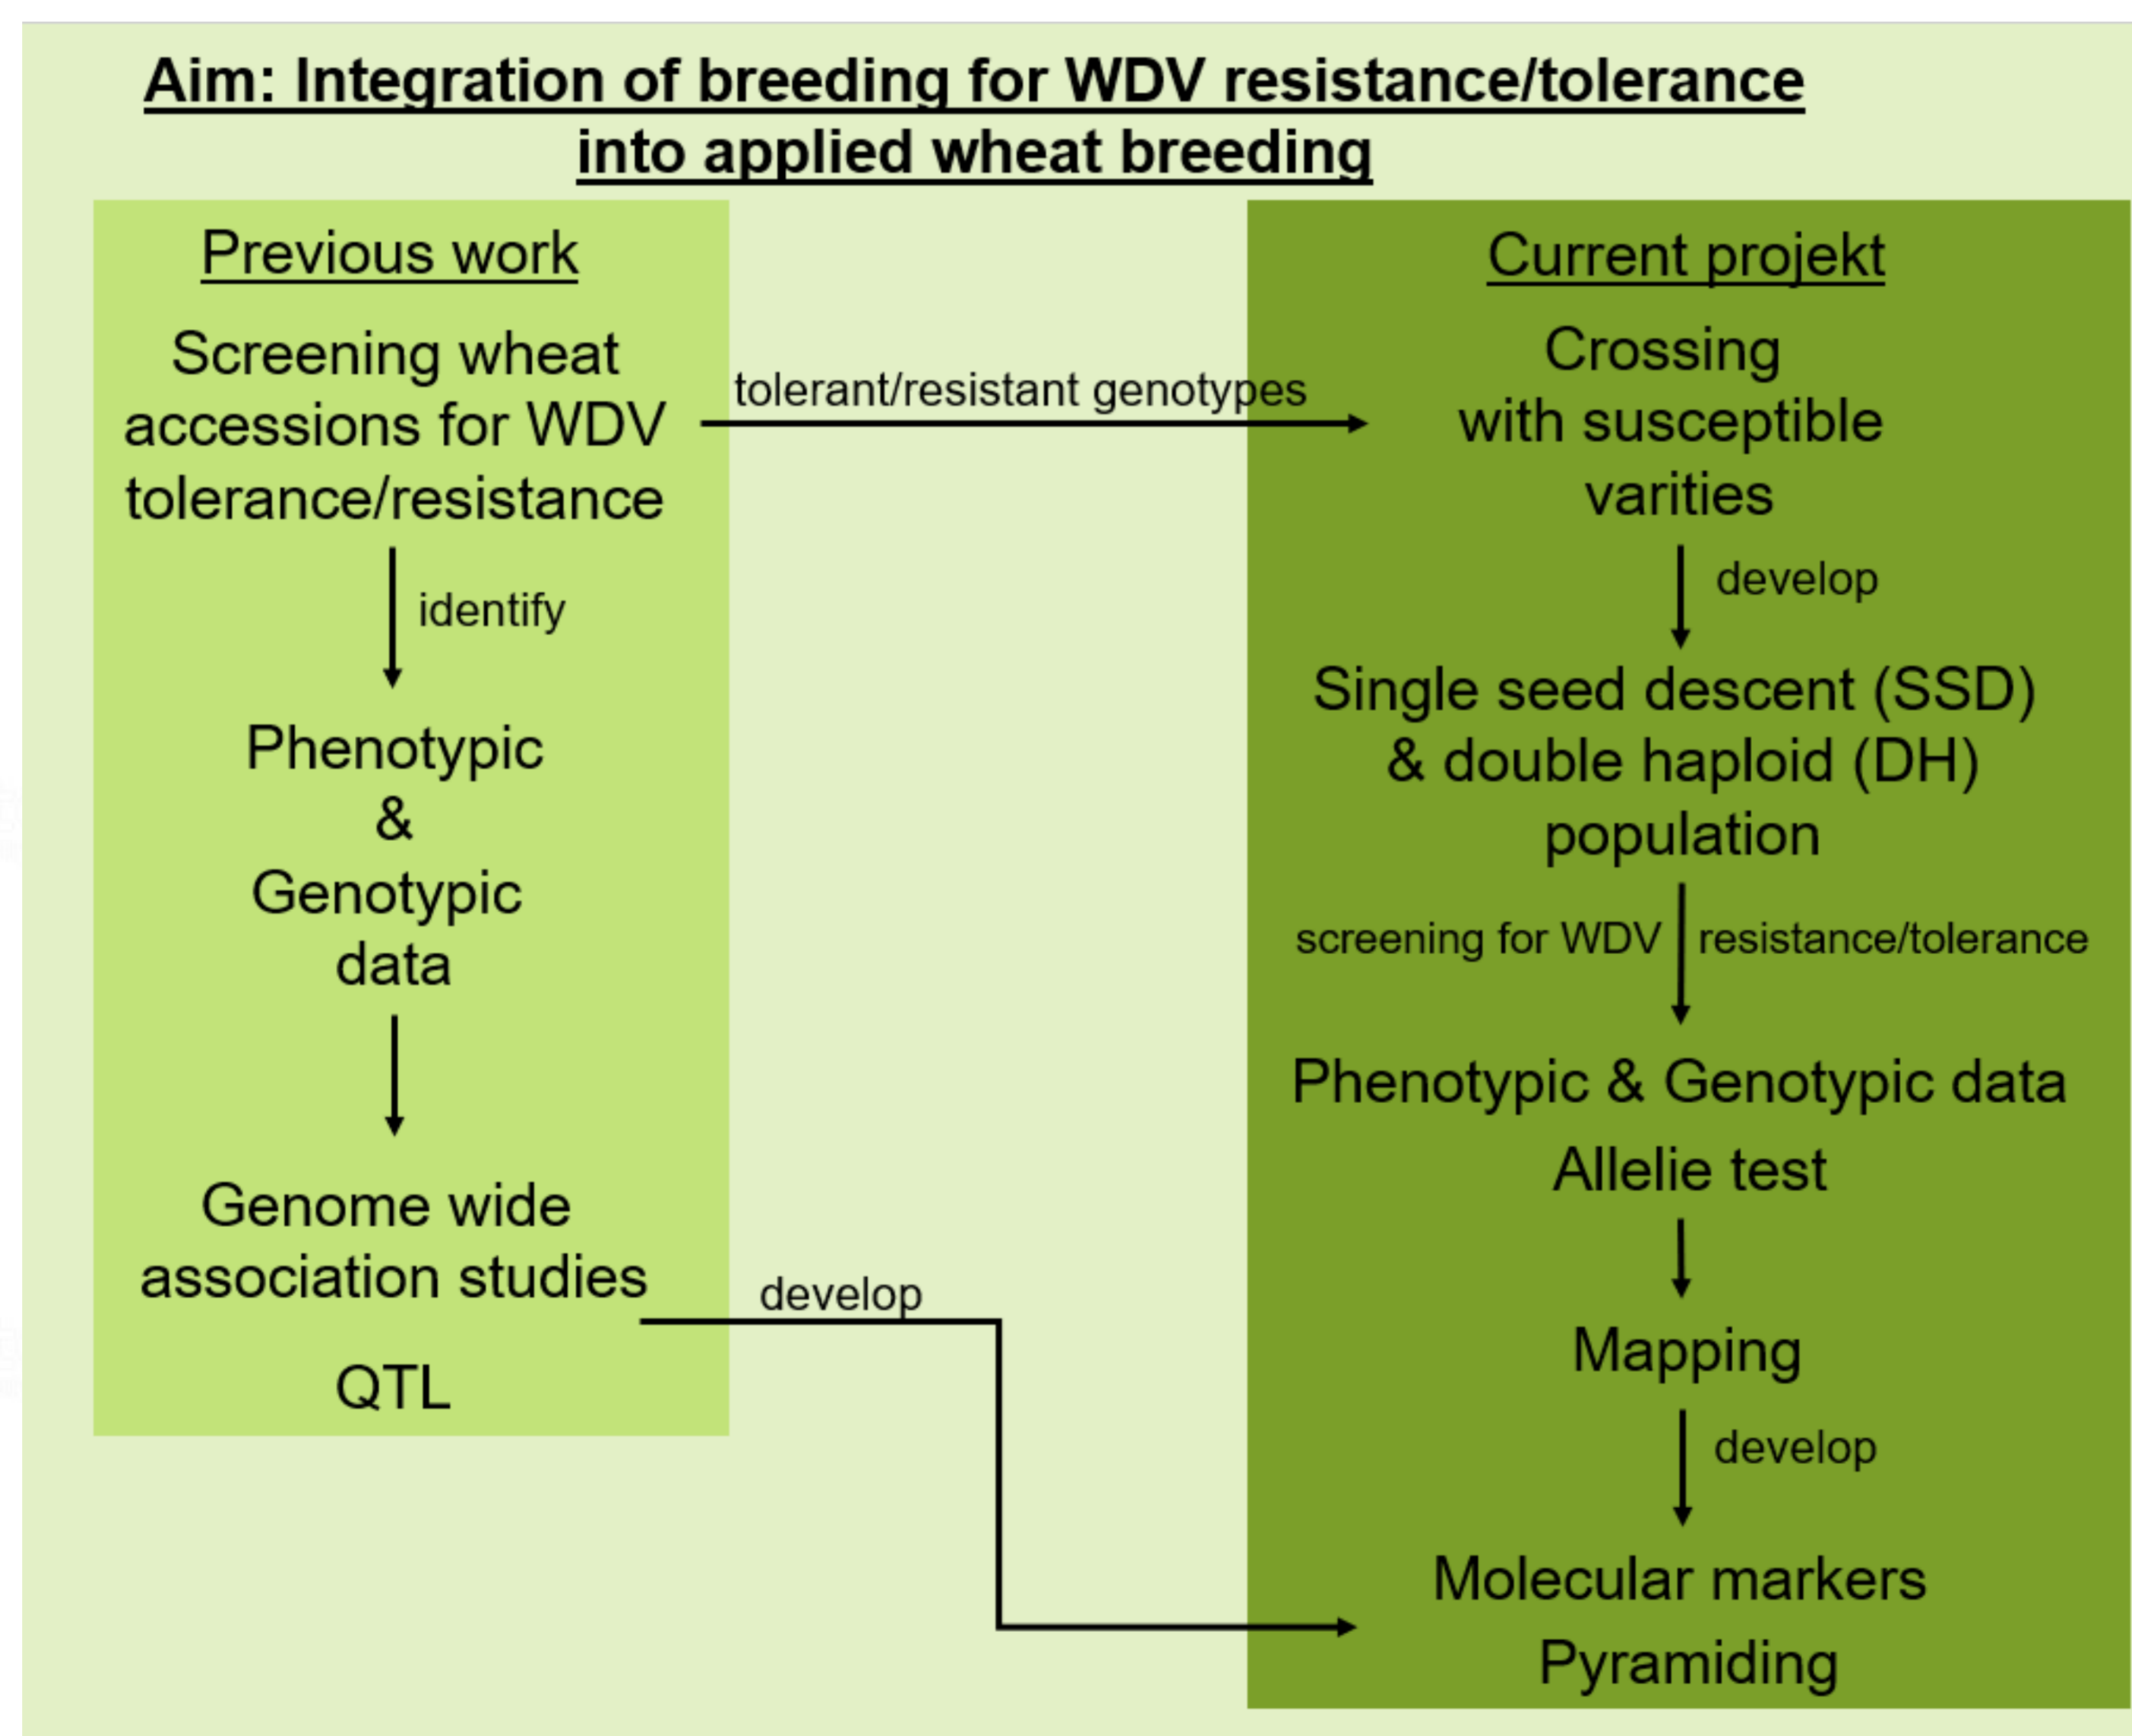 Aim: Integration of breeding for WDV resistance/tolerance
into applied wheat breeding
Previous work
Screening wheat
accessions for WDV
tolerance/resistance
identify
Phenotypic
&
Genotypic
data
Genome wide
association studies
QTL
tolerant/resistant genotypes
develop
Current projekt
Crossing
with susceptible
varities
develop
Single seed descent (SSD)
& double haploid (DH)
population
screening for WDV resistance/tolerance
Phenotypic & Genotypic data
Allelie test
Mapping
develop
Molecular markers
Pyramiding